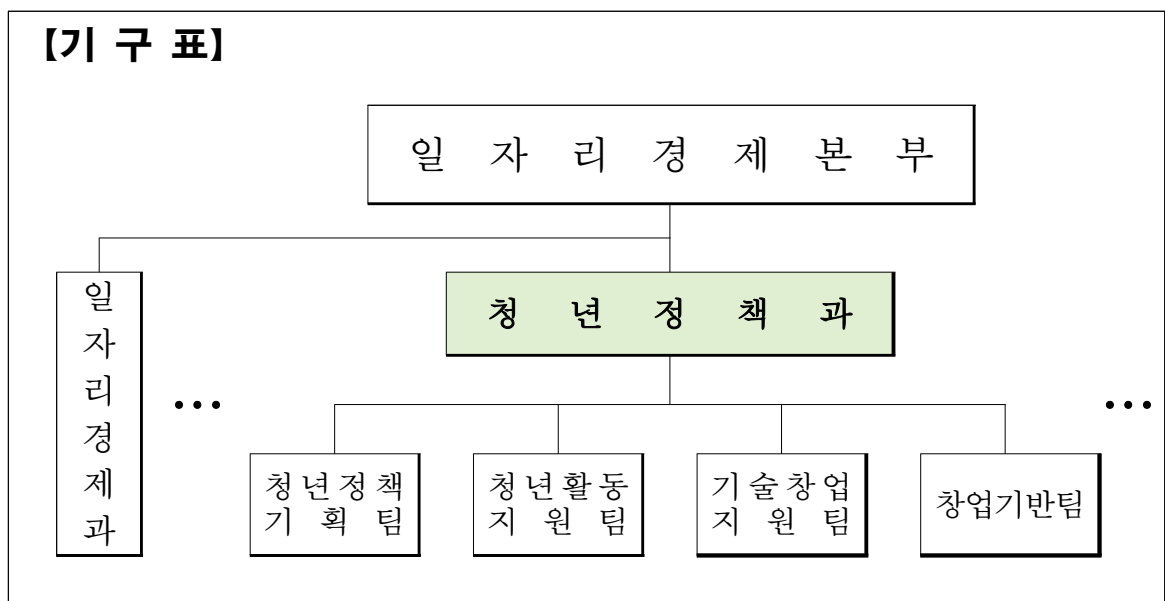 【기 구 표】
일 자 리 경 제 본 부
일
자
리
경
제
과
청 년 정 책 과
…
…
청년정책
기 획 팀
청년활동
지 원 팀
기술창업
지 원 팀
창업기반팀